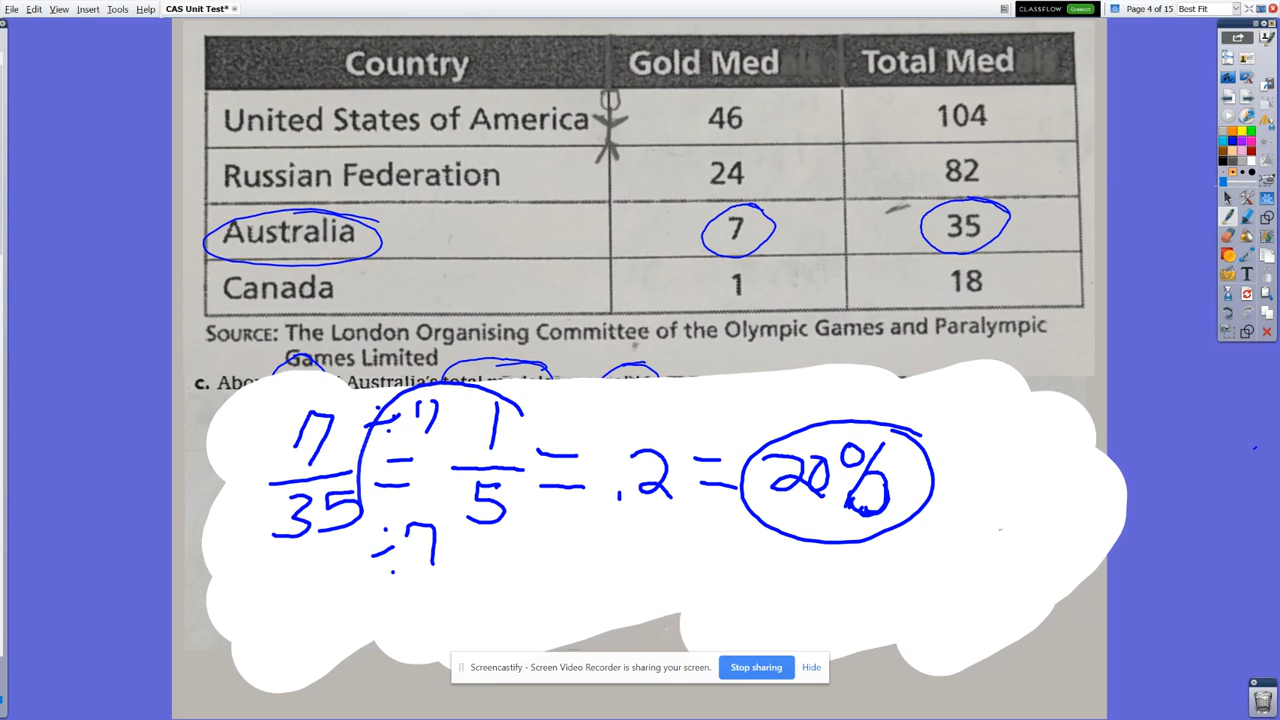 File Edit View Insert Tools Help CAS Unit Test* CLASSFLOW Connect Page 4 of 15 Best Fit
Country Gold Med Total Med
United States of America 46 104
Russian Federation 24 82
Australia 7 35
Canada 1 18
SOURCE: The London Organising Committee of the Olympic Games and Paralympic
Games Limited
c. Australia's total
÷7
7/35 = 1/5 = .2 = 20%
÷7
Screencastify - Screen Video Recorder is sharing your screen. Stop sharing Hide